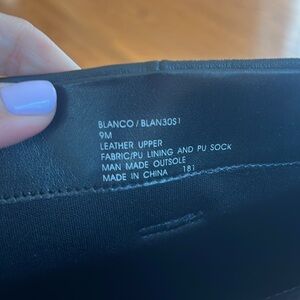 BLANCO / BLAN30S1
9M
LEATHER UPPER
FABRIC/PU LINING AND PU SOCK
MAN MADE OUTSOLE
MADE IN CHINA 181